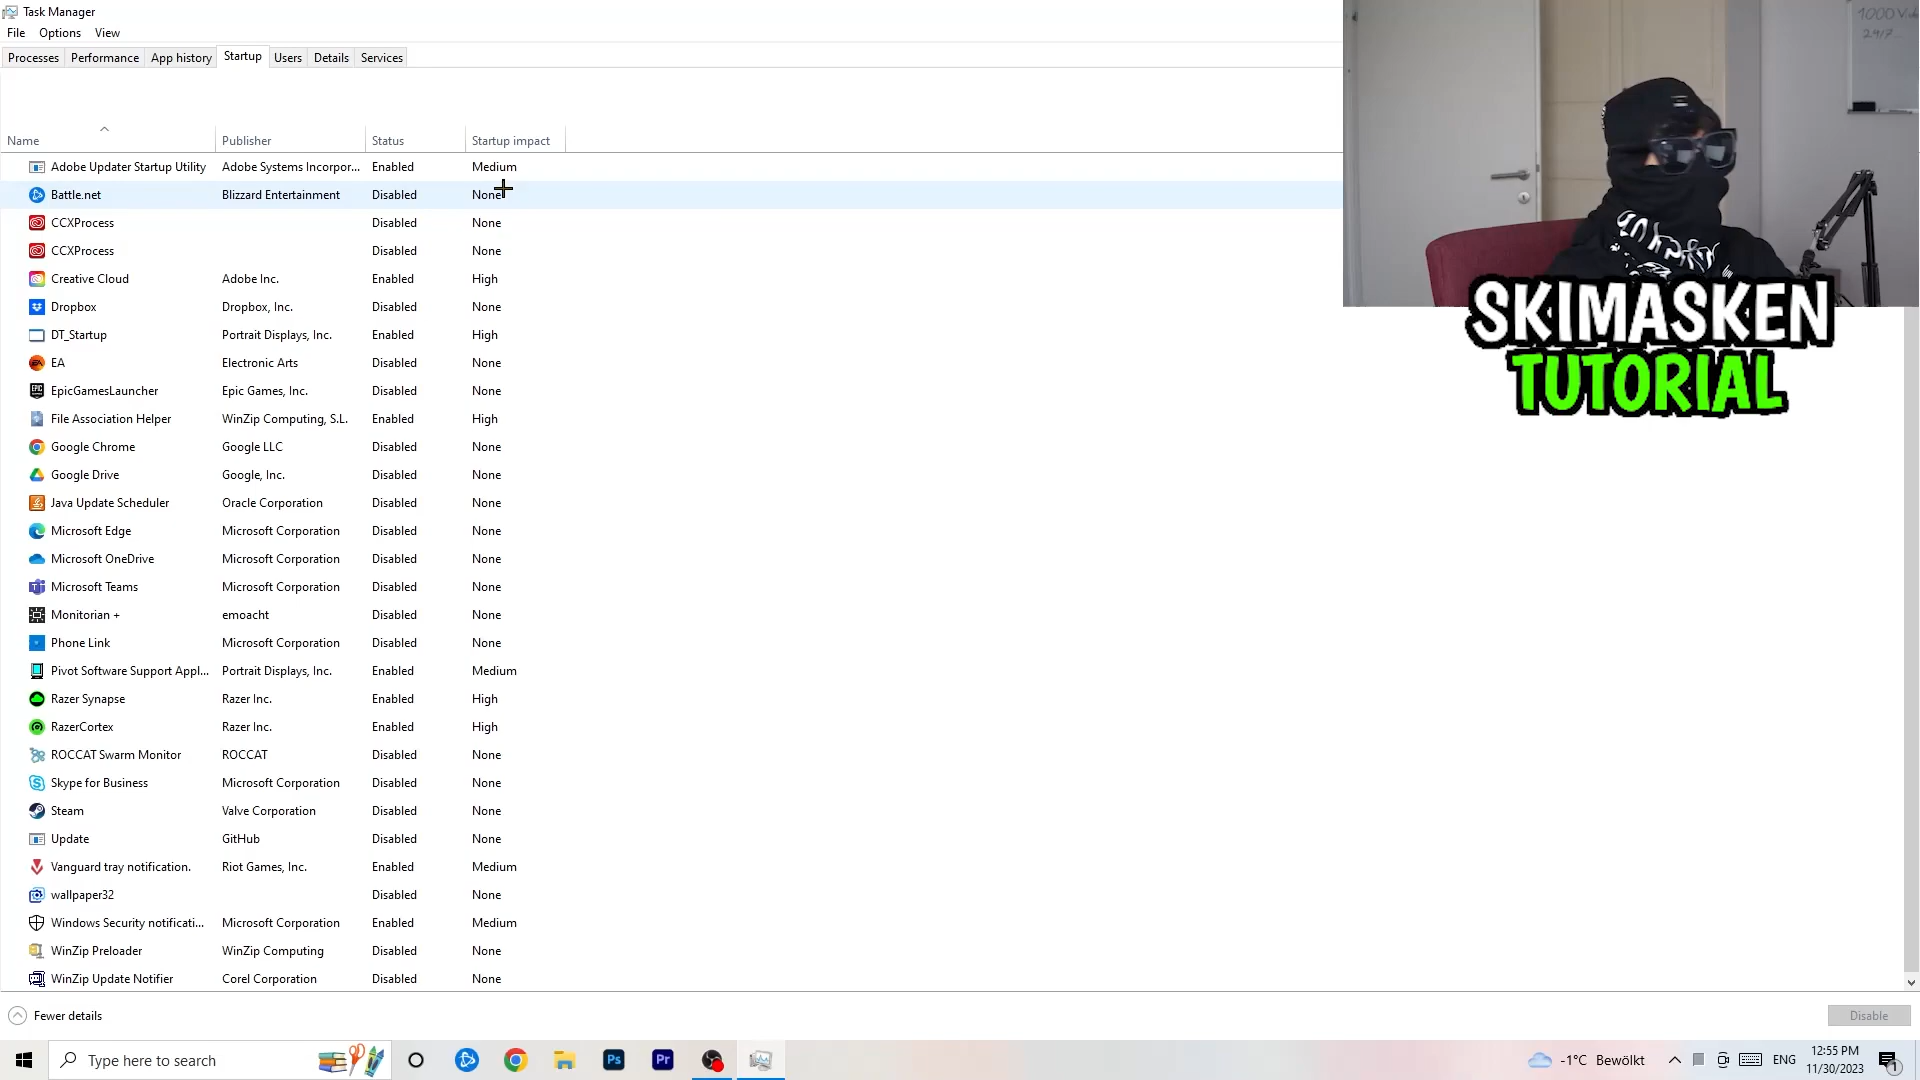 Task Manager
File Options View
Processes Performance App history Startup Users Details Services
Name Publisher Status Startup impact
Adobe Updater Startup Utility Adobe Systems Incorpor... Enabled Medium
Battle.net Blizzard Entertainment Disabled None
CCXProcess Disabled None
CCXProcess Disabled None
Creative Cloud Adobe Inc. Enabled High
Dropbox Dropbox, Inc. Disabled None
DT_Startup Portrait Displays, Inc. Enabled High
EA Electronic Arts Disabled None
EpicGamesLauncher Epic Games, Inc. Disabled None
File Association Helper WinZip Computing, S.L. Enabled High
Google Chrome Google LLC Disabled None
Google Drive Google, Inc. Disabled None
Java Update Scheduler Oracle Corporation Disabled None
Microsoft Edge Microsoft Corporation Disabled None
Microsoft OneDrive Microsoft Corporation Disabled None
Microsoft Teams Microsoft Corporation Disabled None
Monitorian + emoacht Disabled None
Phone Link Microsoft Corporation Disabled None
Pivot Software Support Appl... Portrait Displays, Inc. Enabled Medium
Razer Synapse Razer Inc. Enabled High
RazerCortex Razer Inc. Enabled High
ROCCAT Swarm Monitor ROCCAT Disabled None
Skype for Business Microsoft Corporation Disabled None
Steam Valve Corporation Disabled None
Update GitHub Disabled None
Vanguard tray notification. Riot Games, Inc. Enabled Medium
wallpaper32 Disabled None
Windows Security notificati... Microsoft Corporation Enabled Medium
WinZip Preloader WinZip Computing Disabled None
WinZip Update Notifier Corel Corporation Disabled None
Fewer details
Disable
24/7
SKIMASKEN
TUTORIAL
Type here to search
Ps
Pr
-1°C Bewölkt
ENG
12:55 PM
11/30/2023
1